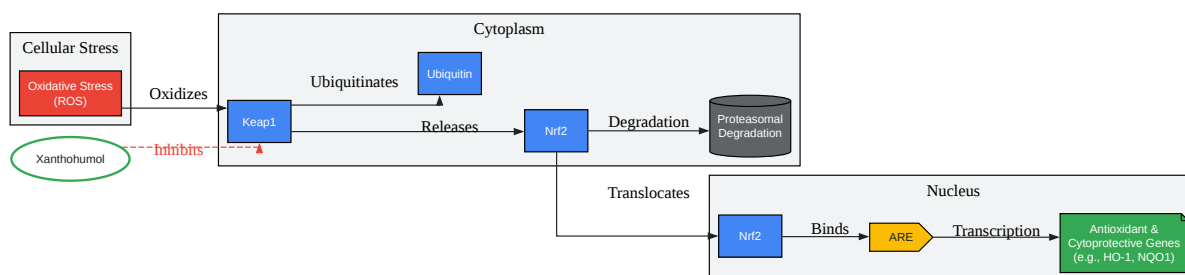 Cytoplasm
Cellular Stress
Oxidative Stress
(ROS)
Oxidizes
Ubiquitinates
Ubiquitin
Keap1
Releases
Nrf2
Degradation
Proteasomal
Degradation
Xanthohumol
Inhibits
Translocates
Nucleus
Nrf2
Binds
ARE
Transcription
Antioxidant &
Cytoprotective Genes
(e.g., HO-1, NQO1)